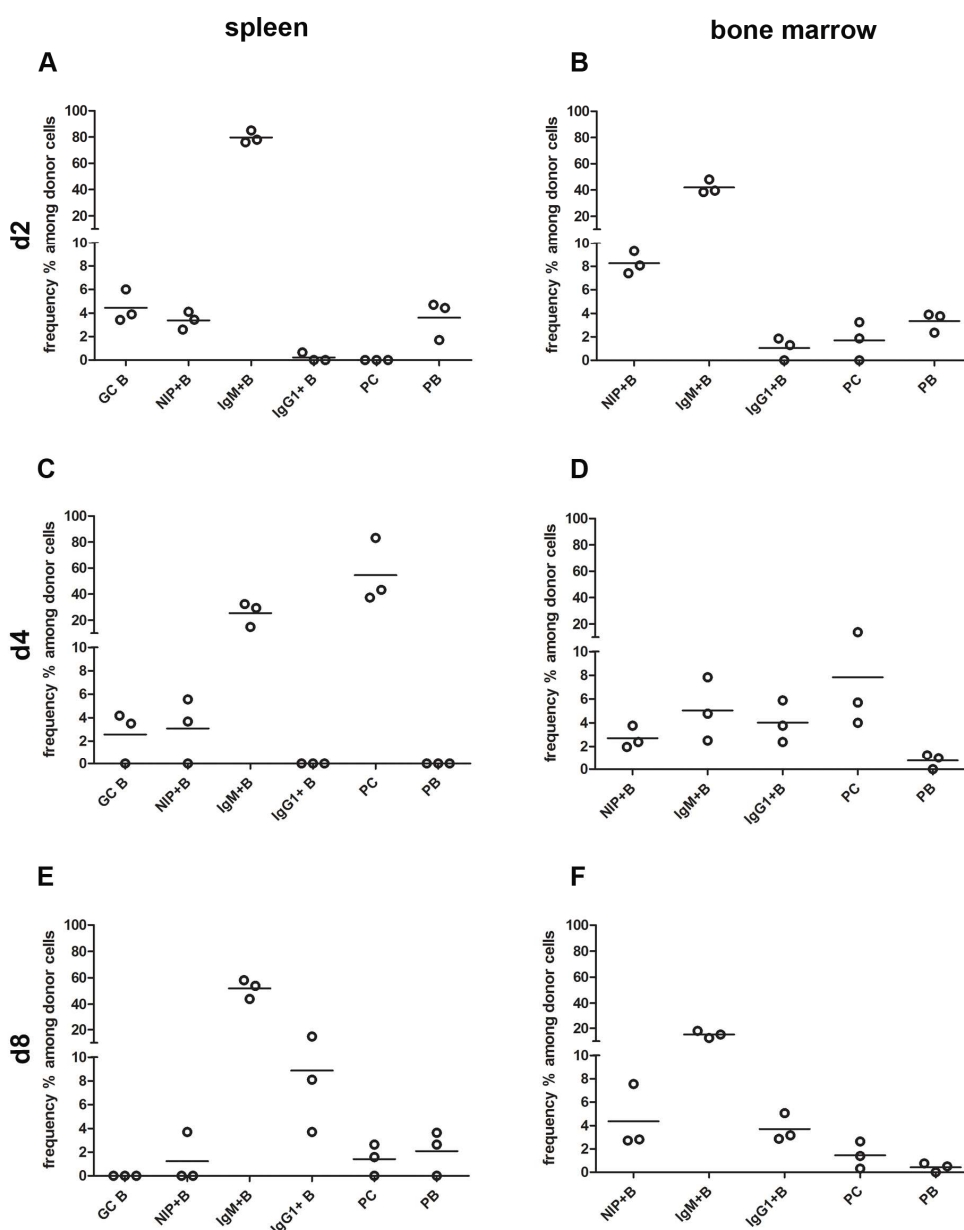 spleen
bone marrow
A
B
d2
frequency % among donor cells
100
80
60
40
20
10
8
6
4
2
0
GC B
NIP+B
IgM+B
IgG1+ B
PC
PB
frequency % among donor cells
100
80
60
40
20
10
8
6
4
2
0
NIP+B
IgM+B
IgG1+B
PC
PB
C
D
d4
frequency % among donor cells
100
80
60
40
20
10
8
6
4
2
0
GC B
NIP+B
IgM+B
IgG1+ B
PC
PB
frequency % among donor cells
100
80
60
40
20
10
8
6
4
2
0
NIP+B
IgM+B
IgG1+B
PC
PB
E
F
d8
frequency % among donor cells
100
80
60
40
20
10
8
6
4
2
0
GC B
NIP+B
IgM+B
IgG1+ B
PC
PB
frequency % among donor cells
100
80
60
40
20
10
8
6
4
2
0
NIP+B
IgM+B
IgG1+B
PC
PB